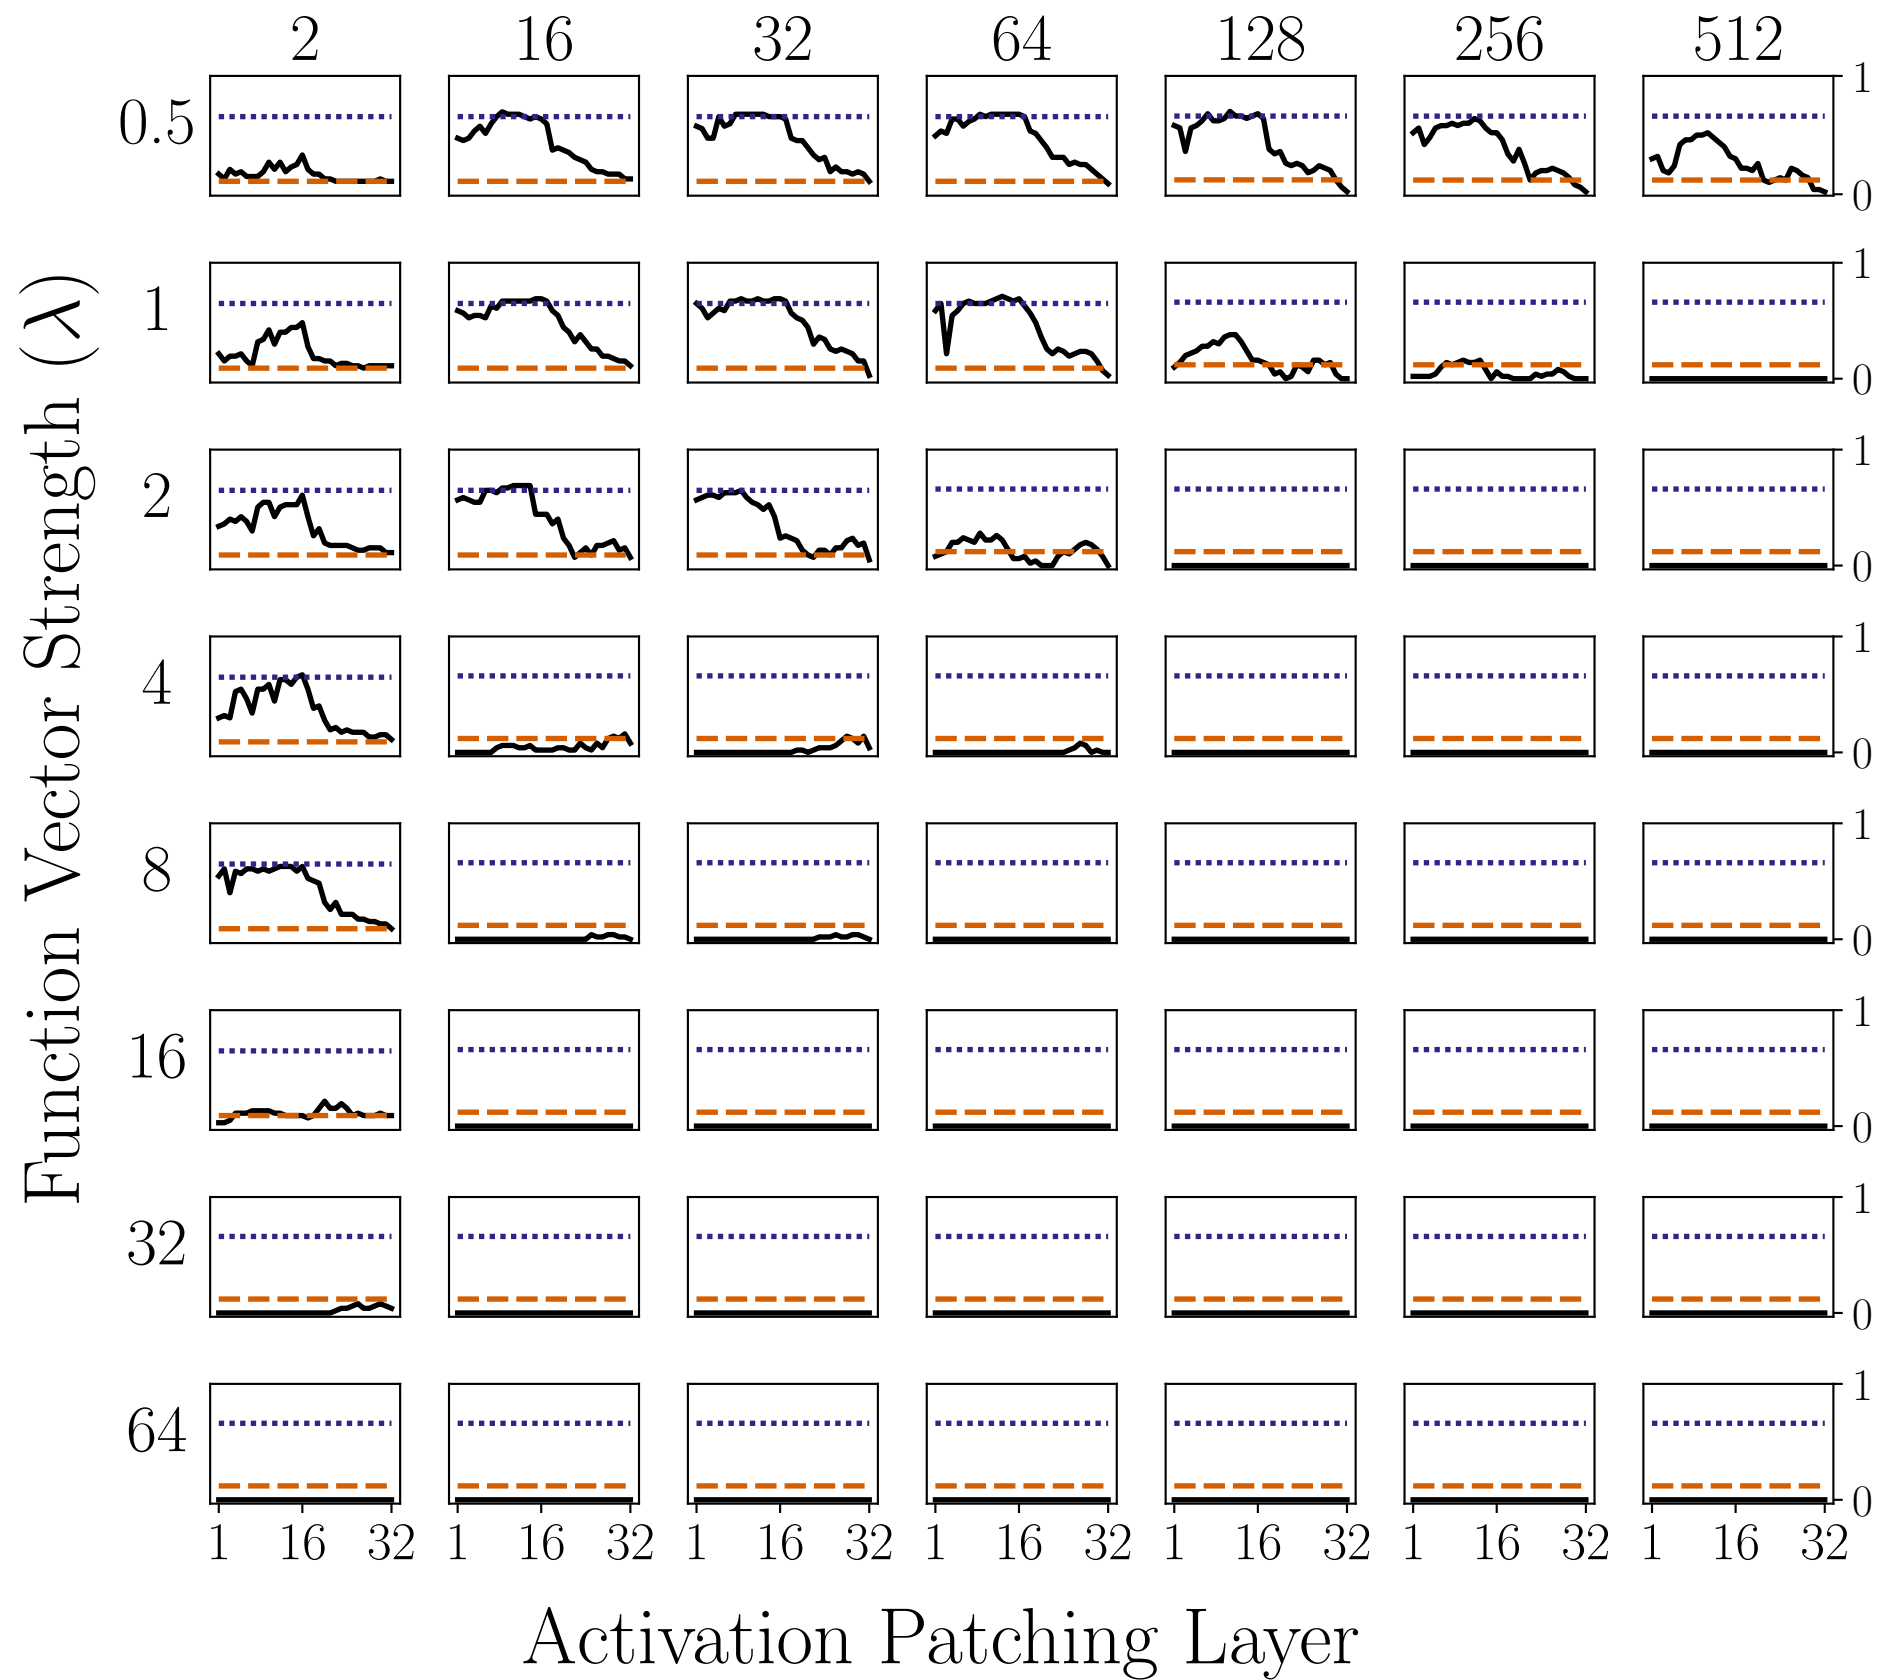 2 16 32 64 128 256 512
Function Vector Strength (λ)
0.5 1 0
1 1 0
2 1 0
4 1 0
8 1 0
16 1 0
32 1 0
64 1 0
1 16 32 1 16 32 1 16 32 1 16 32 1 16 32 1 16 32 1 16 32
Activation Patching Layer